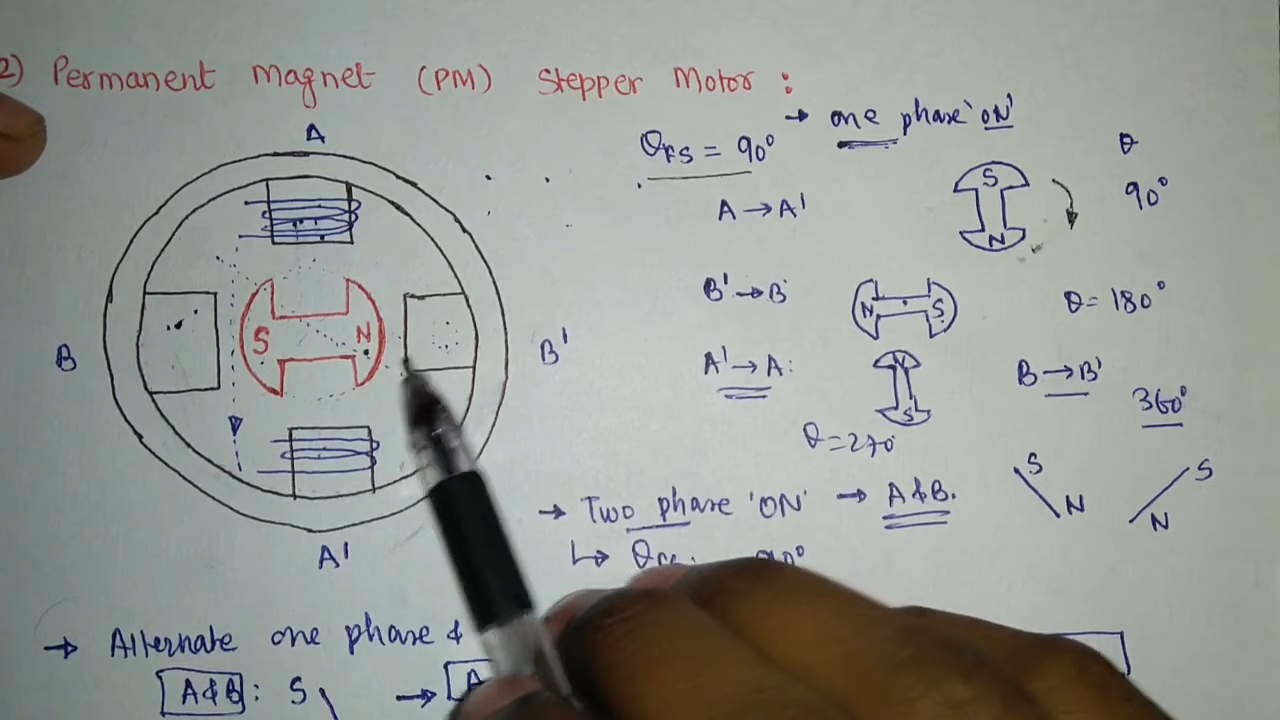 2) Permanent Magnet (PM) Stepper Motor :
A
B
B'
A'
S N
θFS = 90° → one phase 'ON'
θ
A → A'
S
N
90°
B' → B
N S
θ = 180°
A' → A:
N
S
B → B'
360°
θ = 270
→ Two phase 'ON' → A & B.
S
N
S
N
↳ 90°
→ Alternate one phase &
A & B : S
→ A